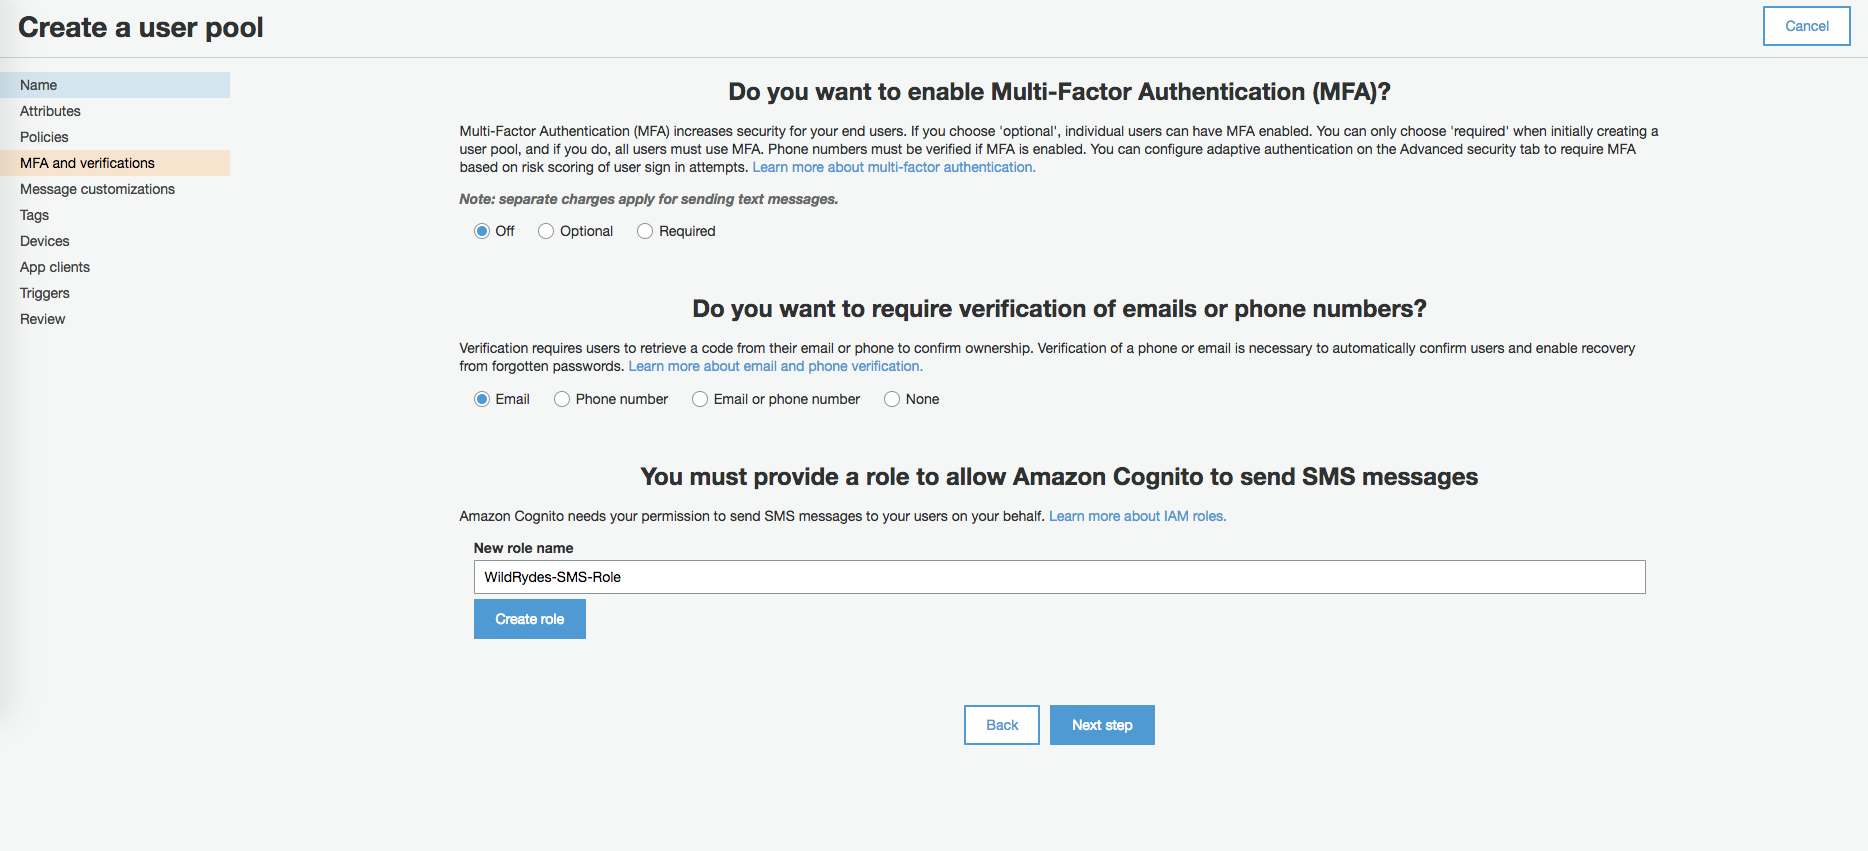 Create a user pool
Cancel
Name
Attributes
Policies
MFA and verifications
Message customizations
Tags
Devices
App clients
Triggers
Review
Do you want to enable Multi-Factor Authentication (MFA)?
Multi-Factor Authentication (MFA) increases security for your end users. If you choose 'optional', individual users can have MFA enabled. You can only choose 'required' when initially creating a
user pool, and if you do, all users must use MFA. Phone numbers must be verified if MFA is enabled. You can configure adaptive authentication on the Advanced security tab to require MFA
based on risk scoring of user sign in attempts. Learn more about multi-factor authentication.
Note: separate charges apply for sending text messages.
Off Optional Required
Do you want to require verification of emails or phone numbers?
Verification requires users to retrieve a code from their email or phone to confirm ownership. Verification of a phone or email is necessary to automatically confirm users and enable recovery
from forgotten passwords. Learn more about email and phone verification.
Email Phone number Email or phone number None
You must provide a role to allow Amazon Cognito to send SMS messages
Amazon Cognito needs your permission to send SMS messages to your users on your behalf. Learn more about IAM roles.
New role name
WildRydes-SMS-Role
Create role
Back Next step